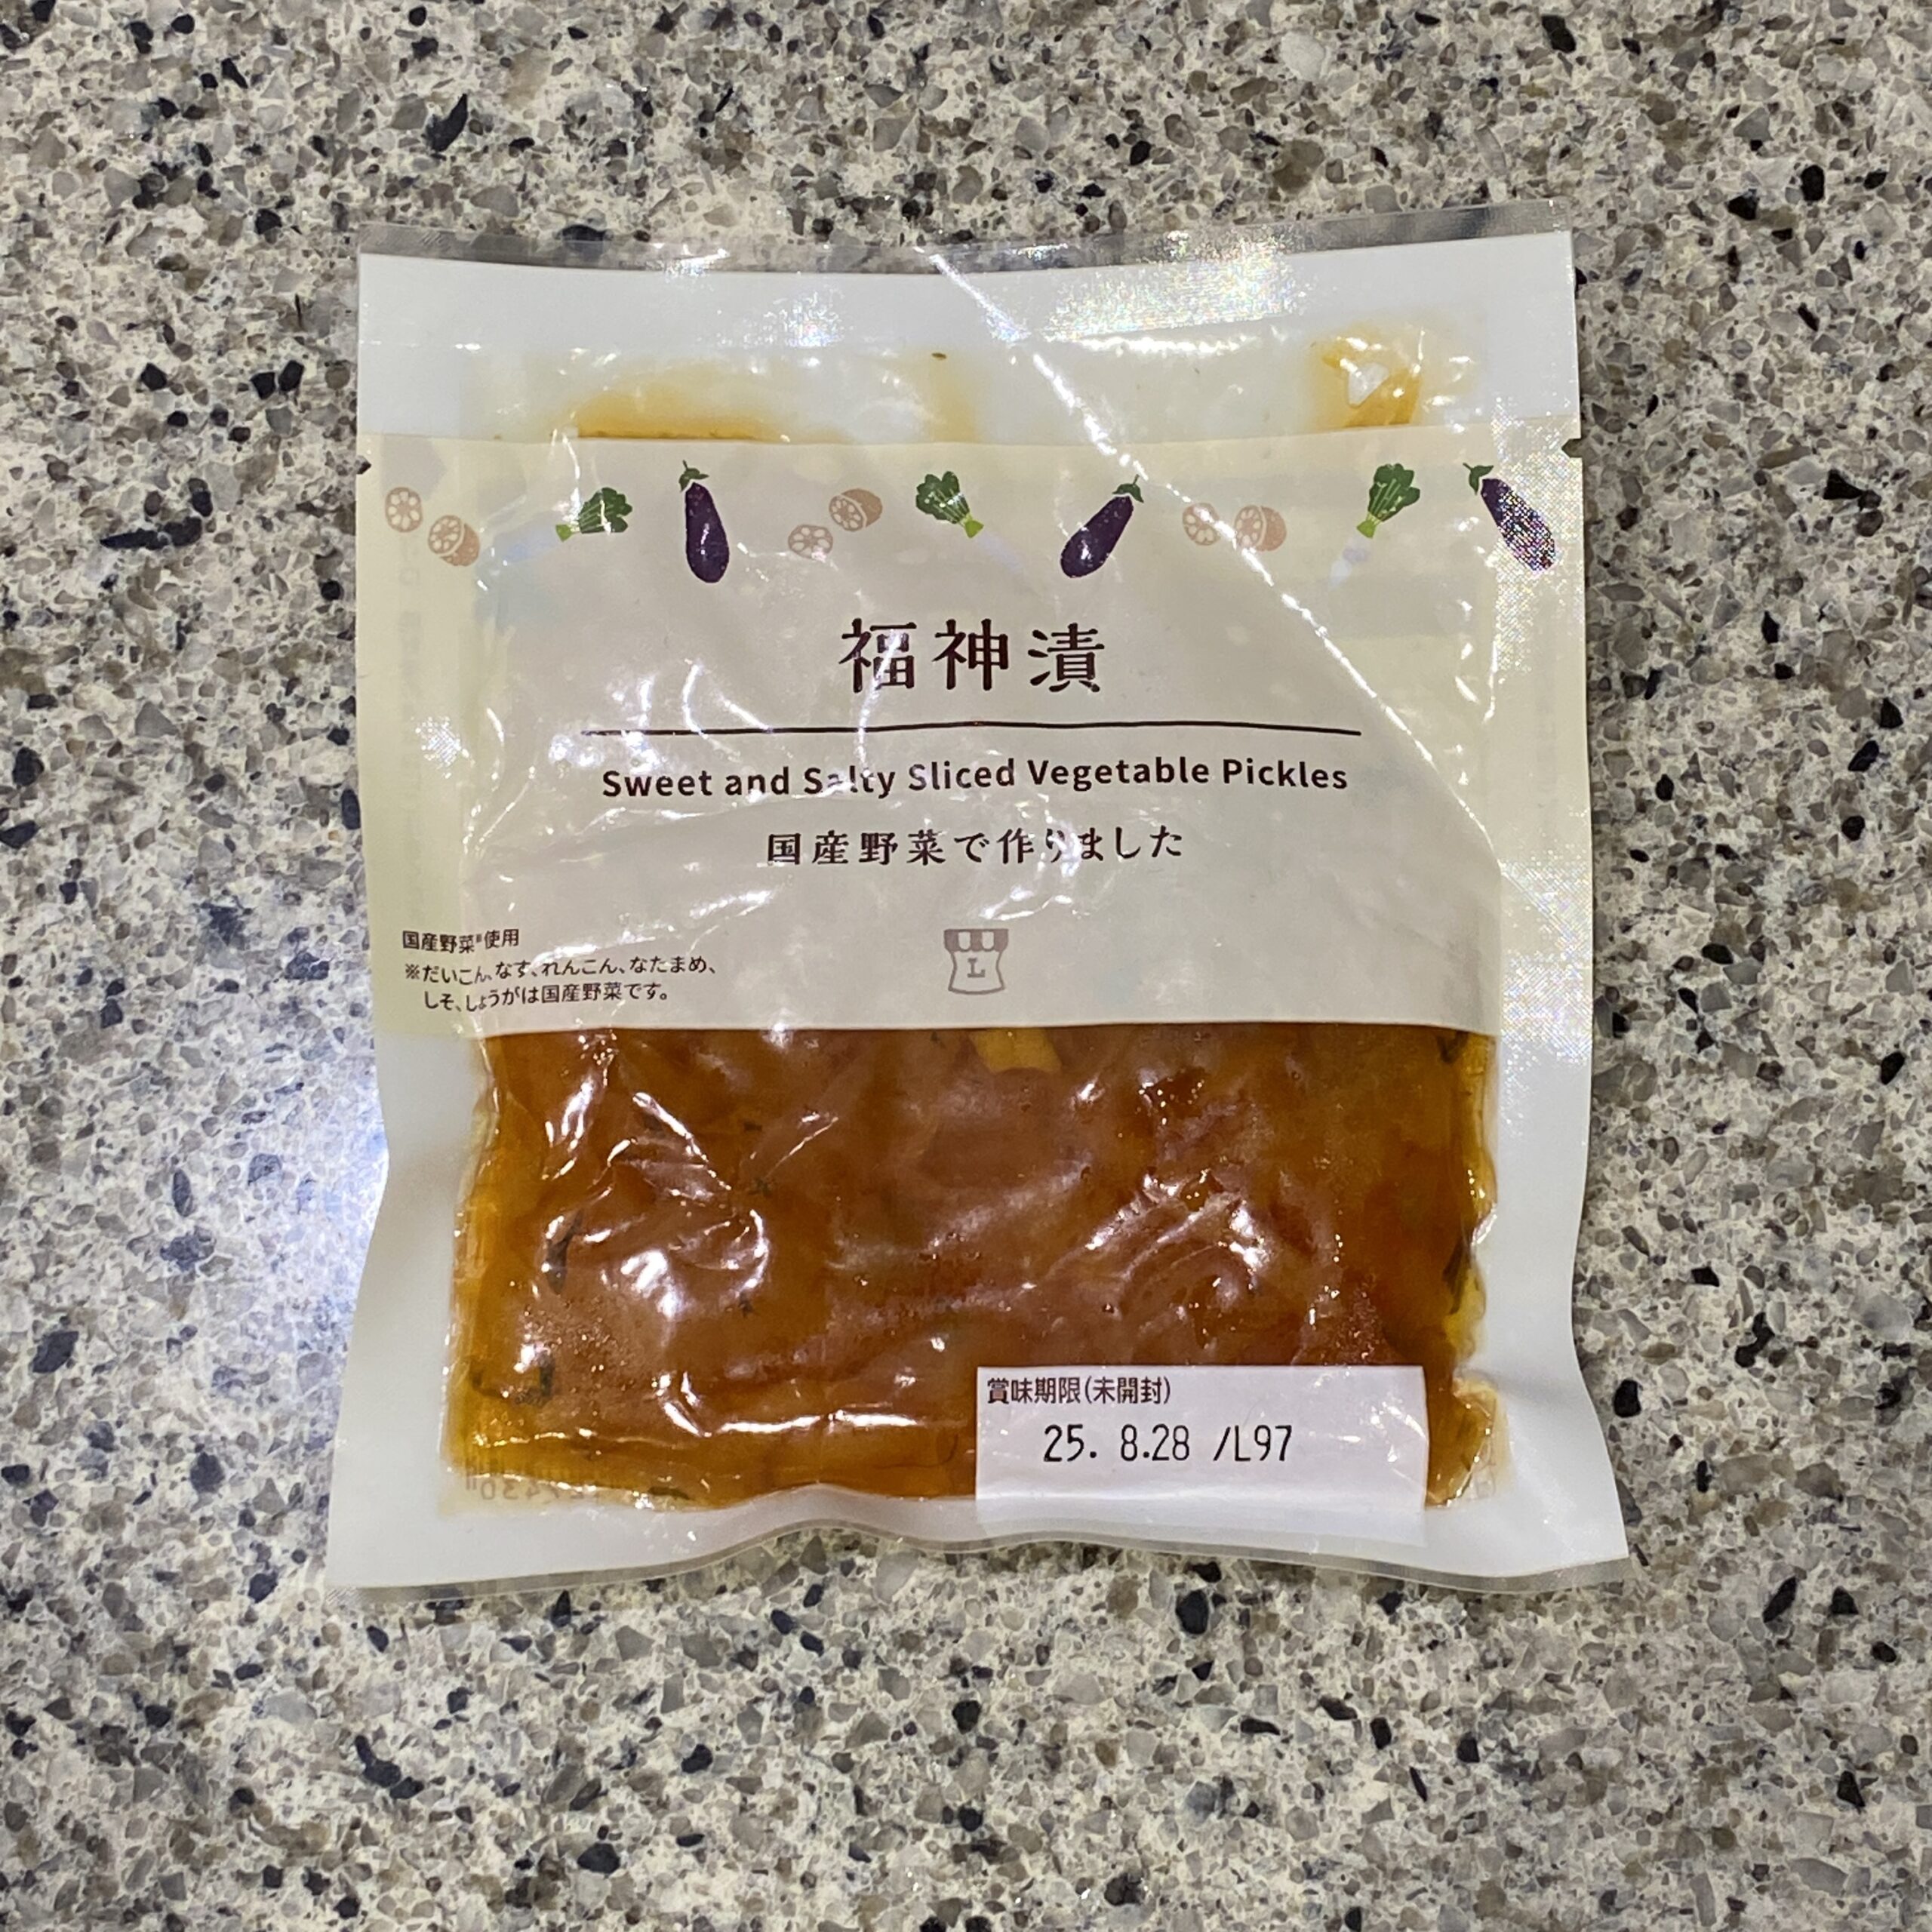 福神漬
Sweet and Salty Sliced Vegetable Pickles
国産野菜で作りました
国産野菜※使用
※だいこん、なす、れんこん、なたまめ、
しそ、しょうがは国産野菜です。
L
賞味期限(未開封)
25. 8.28 /L97